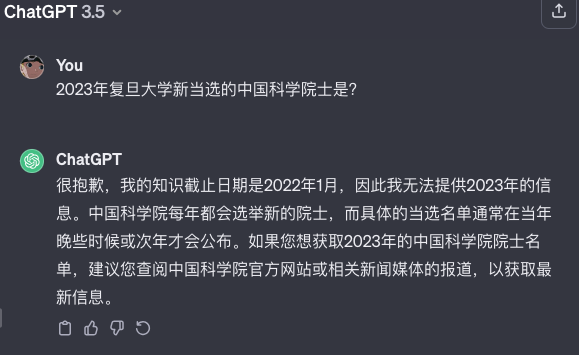 ChatGPT 3.5
You
2023年复旦大学新当选的中国科学院士是？
ChatGPT
很抱歉，我的知识截止日期是2022年1月，因此我无法提供2023年的信
息。中国科学院每年都会选举新的院士，而具体的当选名单通常在当年
晚些时候或次年才会公布。如果您想获取2023年的中国科学院院士名
单，建议您查阅中国科学院官方网站或相关新闻媒体的报道，以获取最
新信息。